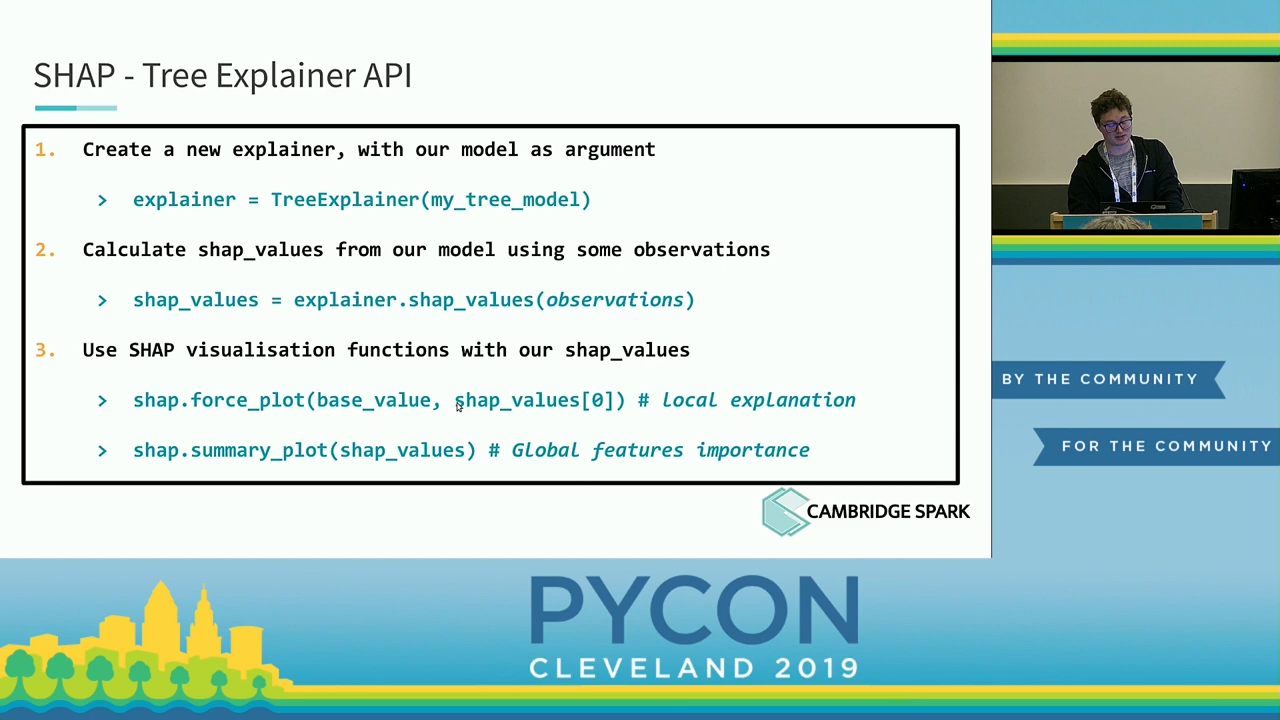 SHAP - Tree Explainer API
1. Create a new explainer, with our model as argument
> explainer = TreeExplainer(my_tree_model)
2. Calculate shap_values from our model using some observations
> shap_values = explainer.shap_values(observations)
3. Use SHAP visualisation functions with our shap_values
> shap.force_plot(base_value, shap_values[0]) # local explanation
> shap.summary_plot(shap_values) # Global features importance
CAMBRIDGE SPARK
BY THE COMMUNITY
FOR THE COMMUNITY
PYCON
CLEVELAND 2019